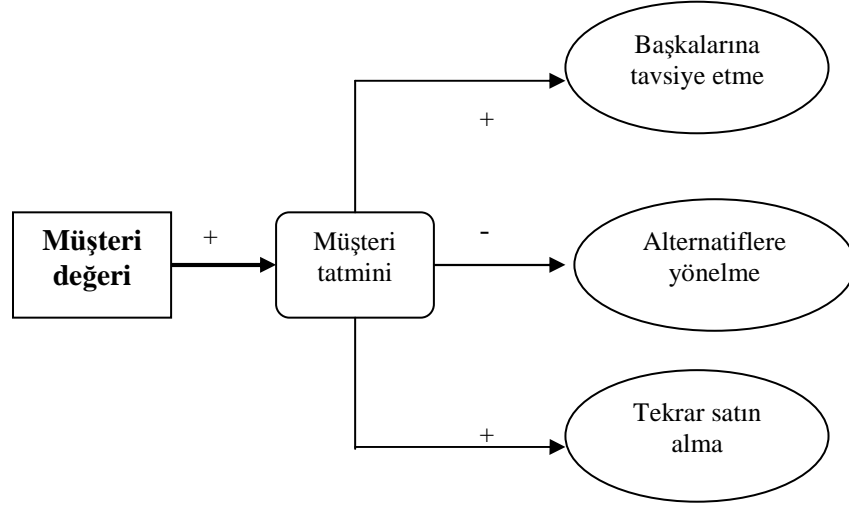 Başkalarına
tavsiye etme
+
Müşteri
değeri
+
Müşteri
tatmini
-
Alternatiflere
yönelme
+
Tekrar satın
alma